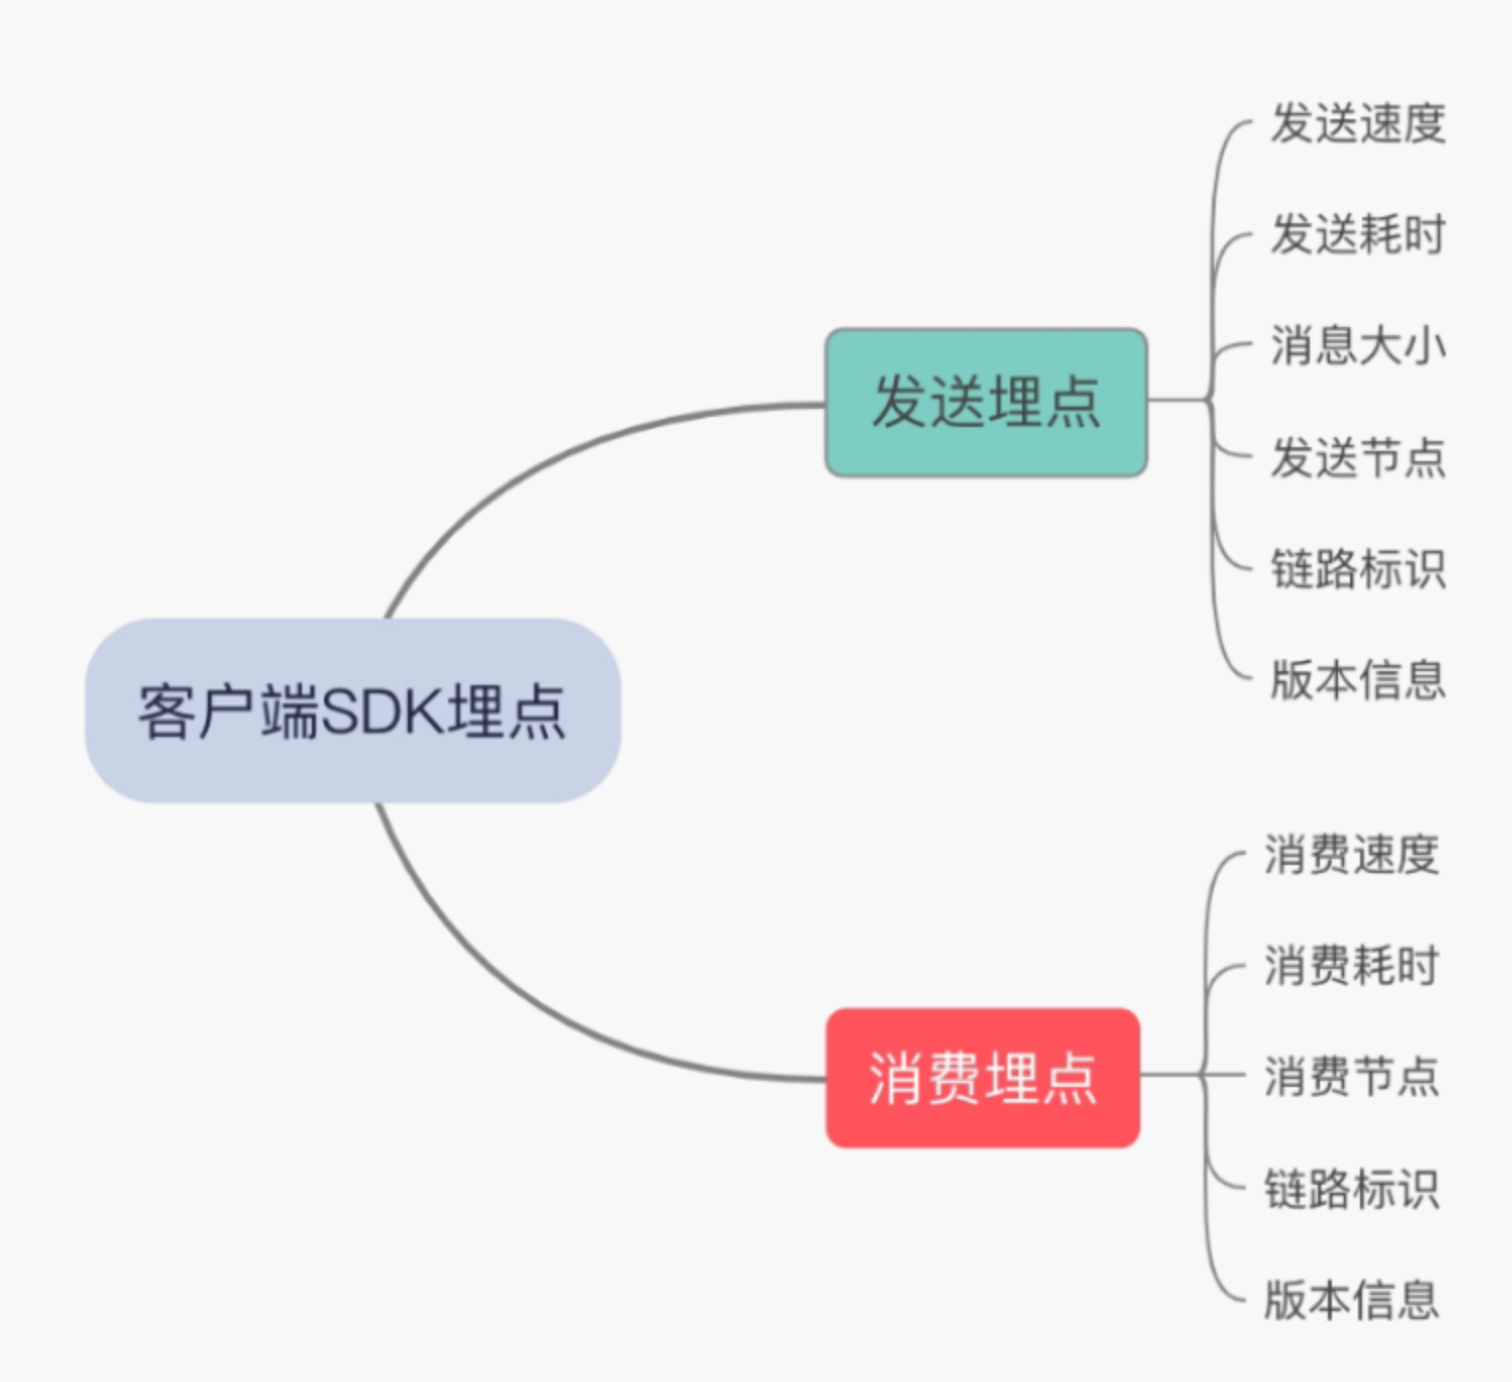 客户端SDK埋点
发送埋点
发送速度
发送耗时
消息大小
发送节点
链路标识
版本信息
消费埋点
消费速度
消费耗时
消费节点
链路标识
版本信息